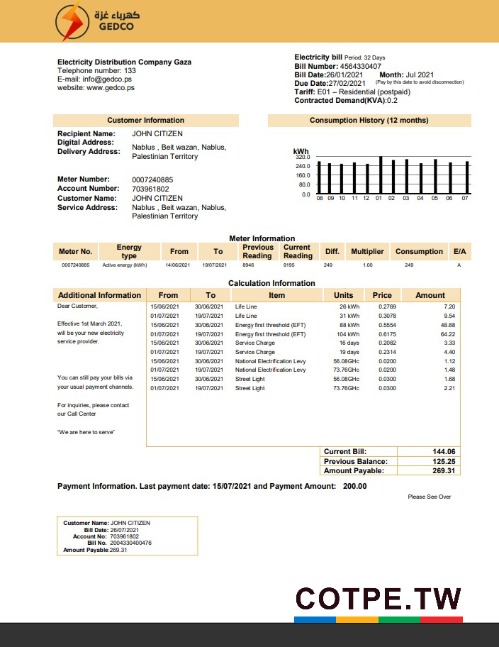 كهرباء غزة
GEDCO
Electricity Distribution Company Gaza
Telephone number: 133
E-mail: info@gedco.ps
website: www.gedco.ps
Electricity bill Period: 32 Days
Bill Number: 4564330407
Bill Date:26/01/2021 Month: Jul 2021
Due Date:27/02/2021 (Pay by this date to avoid disconnection)
Tariff: E01 – Residential (postpaid)
Contracted Demand(KVA):0.2
Customer Information
Recipient Name: JOHN CITIZEN
Digital Address:
Delivery Address: Nablus , Beit wazan, Nablus,
Palestinian Territory
Meter Number: 0007240885
Account Number: 703961802
Customer Name: JOHN CITIZEN
Service Address: Nablus , Beit wazan, Nablus,
Palestinian Territory
Consumption History (12 months)
kWh
320.0
240.0
160.0
80.0
0.0
08 09 10 11 12 01 02 03 04 05 06 07
Meter Information
Meter No. Energy type From To Previous Reading Current Reading Diff. Multiplier Consumption E/A
0007240885 Active energy (kWh) 14/06/2021 19/07/2021 8946 9195 249 1.00 249 A
Calculation Information
Additional Information From To Item Units Price Amount
Dear Customer, 15/06/2021 30/06/2021 Life Line 26 kWh 0.2769 7.20
01/07/2021 19/07/2021 Life Line 31 kWh 0.3078 9.54
Effective 1st March 2021, 15/06/2021 30/06/2021 Energy first threshold (EFT) 88 kWh 0.5554 48.88
will be your new electricity 01/07/2021 19/07/2021 Energy first threshold (EFT) 104 kWh 0.6175 64.22
service provider. 15/06/2021 30/06/2021 Service Charge 16 days 0.2082 3.33
01/07/2021 19/07/2021 Service Charge 19 days 0.2314 4.40
15/06/2021 30/06/2021 National Electrification Levy 56.08GHc 0.0200 1.12
01/07/2021 19/07/2021 National Electrification Levy 73.76GHc 0.0200 1.48
You can still pay your bills via 15/06/2021 30/06/2021 Street Light 56.08GHc 0.0300 1.68
your usual payment channels. 01/07/2021 19/07/2021 Street Light 73.76GHc 0.0300 2.21
For inquiries, please contact
our Call Center
"We are here to serve"
Current Bill: 144.06
Previous Balance: 125.25
Amount Payable: 269.31
Payment Information. Last payment date: 15/07/2021 and Payment Amount: 200.00
Please See Over
Customer Name: JOHN CITIZEN
Bill Date: 26/07/2021
Account No: 703961802
Bill No. 2004330400476
Amount Payable:269.31
COTPE.TW